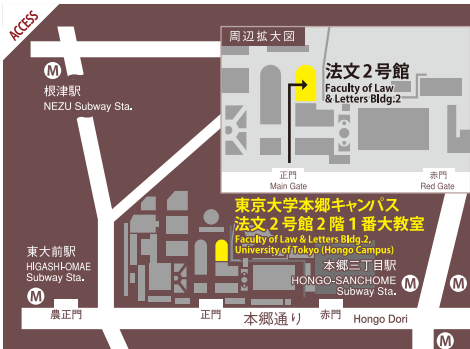 ACCESS
周辺拡大図
法文2号館
Faculty of Law
& Letters Bldg.2
正門
Main Gate
赤門
Red Gate
M
根津駅
NEZU Subway Sta.
東京大学本郷キャンパス
法文2号館2階1番大教室
Faculty of Law & Letters Bldg.2,
University of Tokyo (Hongo Campus)
東大前駅
HIGASHI-OMAE
Subway Sta.
M
本郷三丁目駅
HONGO-SANCHOME
Subway Sta.
M
M
M
農正門
正門
本郷通り
赤門
Hongo Dori